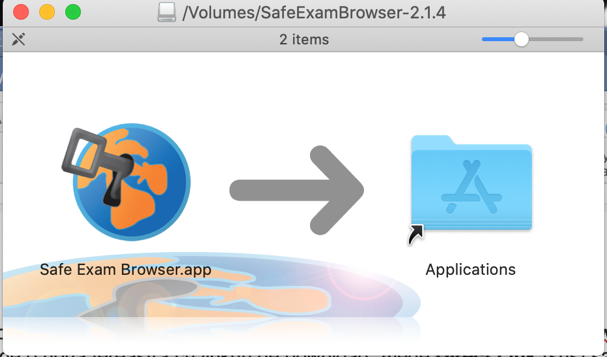 /Volumes/SafeExamBrowser-2.1.4
2 items
Safe Exam Browser.app
Applications